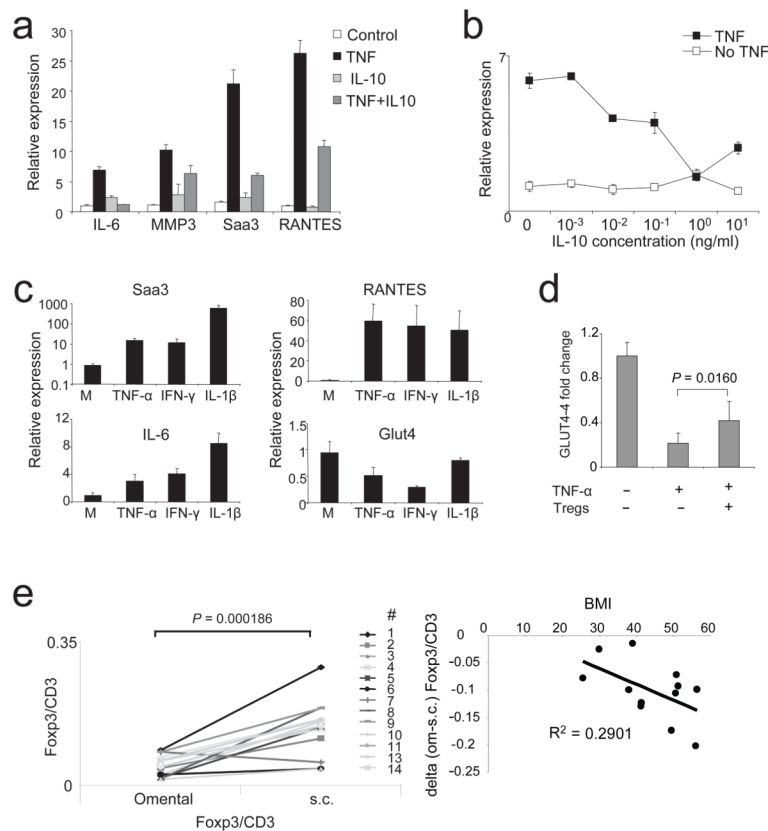 a
Relative expression
30
25
20
15
10
5
0
Control
TNF
IL-10
TNF+IL10
IL-6 MMP3 Saa3 RANTES
b
TNF
No TNF
Relative expression
7
0
0 10-3 10-2 10-1 100 101
IL-10 concentration (ng/ml)
c
Saa3
Relative expression
1000
100
10
1
0.1
M TNF-α IFN-γ IL-1β
RANTES
Relative expression
80
60
40
20
0
M TNF-α IFN-γ IL-1β
IL-6
Relative expression
12
8
4
0
M TNF-α IFN-γ IL-1β
Glut4
Relative expression
1.5
1
0.5
0
M TNF-α IFN-γ IL-1β
d
GLUT4-4 fold change
1.2
0.8
0.4
0
P = 0.0160
TNF-α – + +
Tregs – – +
e
P = 0.000186
0.35
Foxp3/CD3
0
Omental s.c.
Foxp3/CD3
#
1
2
3
4
5
6
7
8
9
10
11
13
14
BMI
0 10 20 30 40 50 60
delta (om-s.c.) Foxp3/CD3
0
-0.05
-0.1
-0.15
-0.2
-0.25
R2 = 0.2901